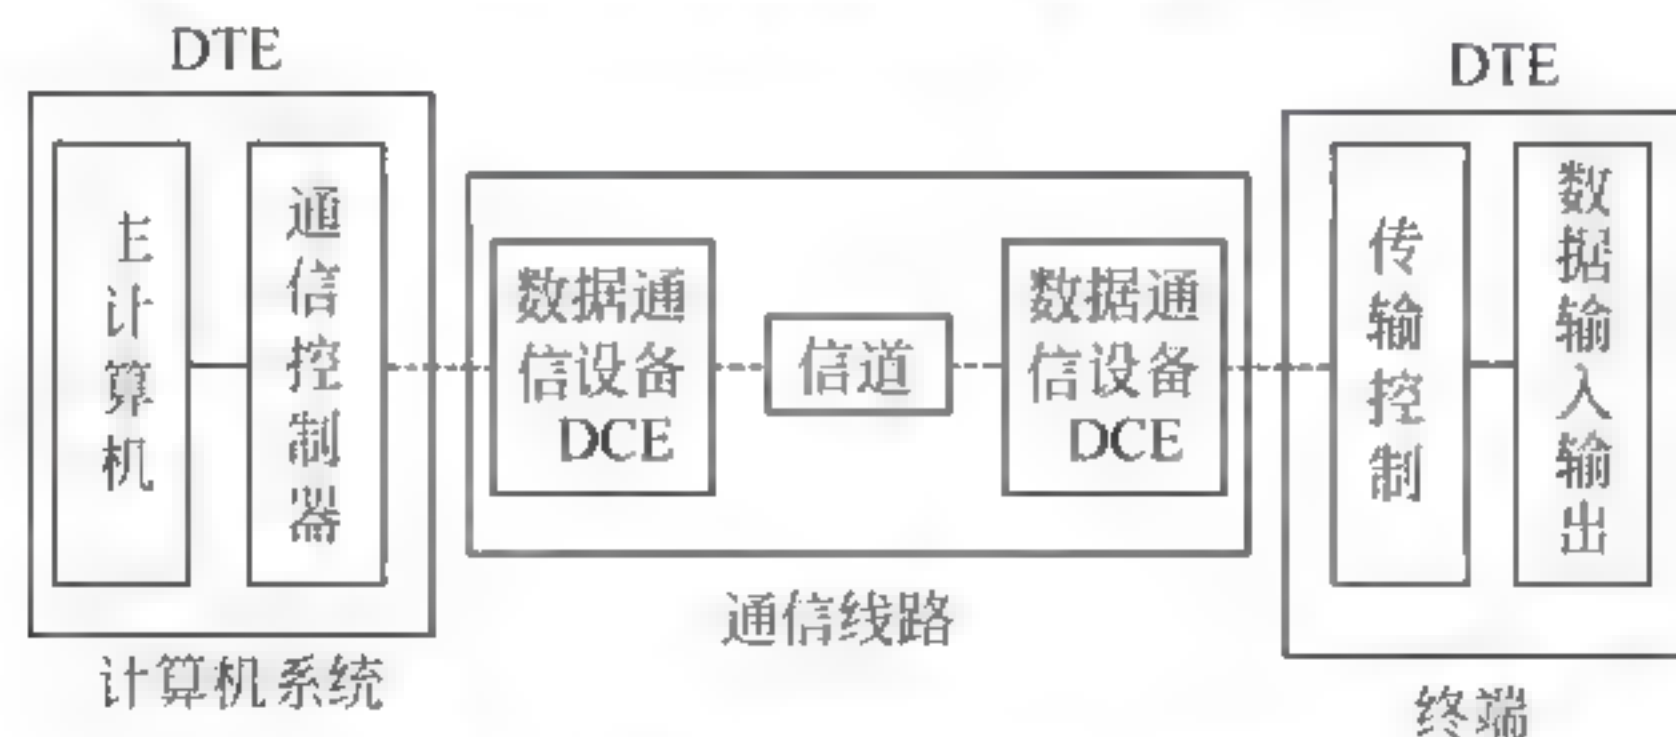 DTE
DTE
主计算机
通信控制器
数据通
信设备
DCE
信道
数据通
信设备
DCE
传输控制
数据输入输出
通信线路
计算机系统
终端